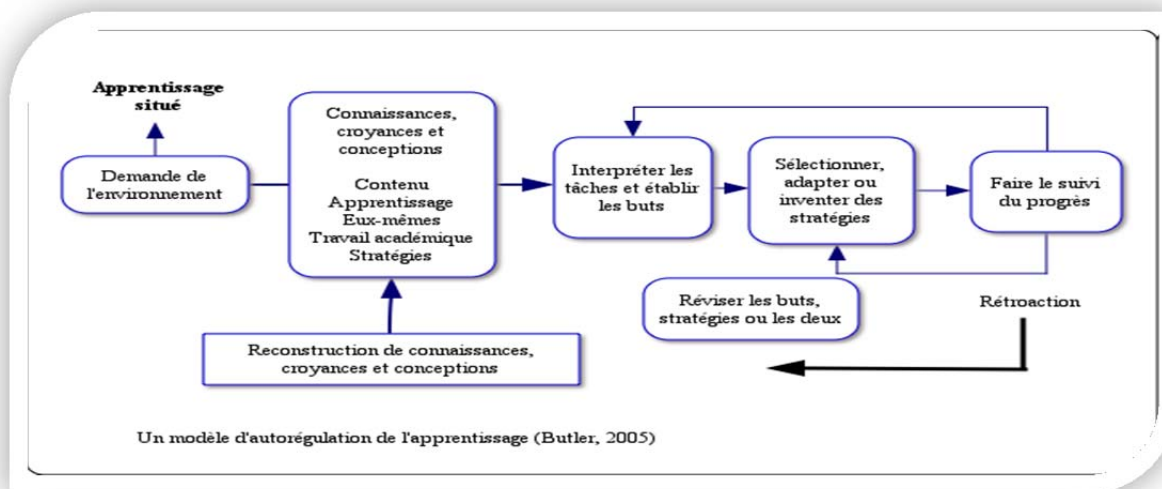 Apprentissage
situé
Demande de
l'environnement
Connaissances,
croyances et
conceptions
Contenu
Apprentissage
Eux-mêmes
Travail académique
Stratégies
Interpréter les
tâches et établir
les buts
Sélectionner,
adapter ou
inventer des
stratégies
Faire le suivi
du progrès
Réviser les buts,
stratégies ou les deux
Rétroaction
Reconstruction de connaissances,
croyances et conceptions
Un modèle d'autorégulation de l'apprentissage (Butler, 2005)